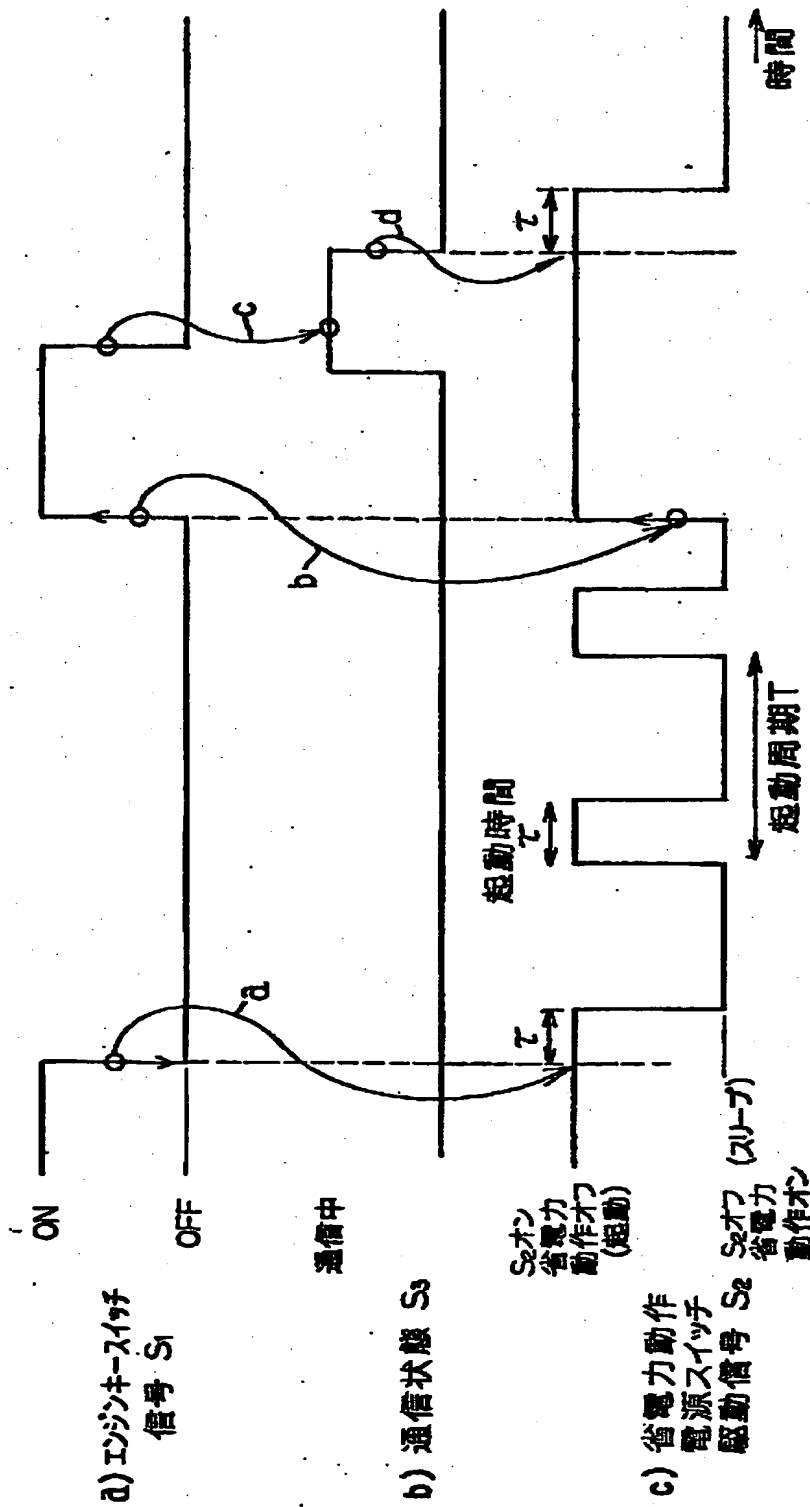 a) エンジンキースイッチ
信号 S1
ON
OFF
a
b
c
b) 通信状態 S3
通信中
d
c) 省電力動作
電源スイッチ
駆動信号 S2
S2オン
省電力
動作オフ
(起動)
S2オフ (スリープ)
省電力
動作オン
τ
起動時間
τ
起動周期T
τ
時間